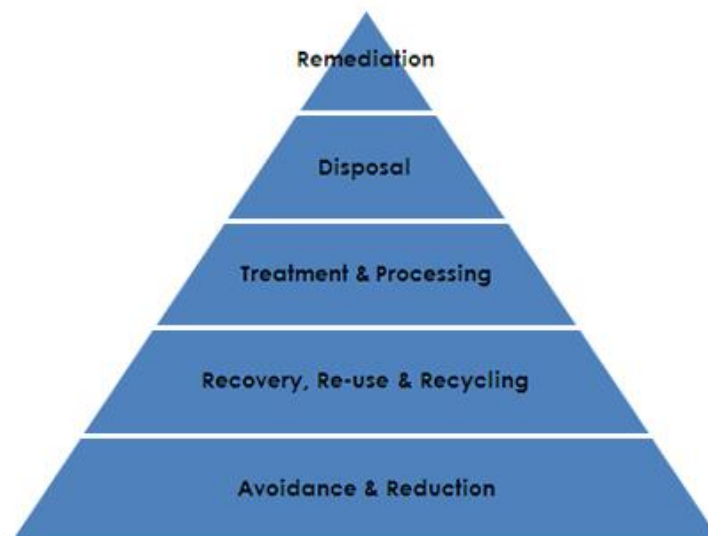 Remediation
Disposal
Treatment & Processing
Recovery, Re-use & Recycling
Avoidance & Reduction